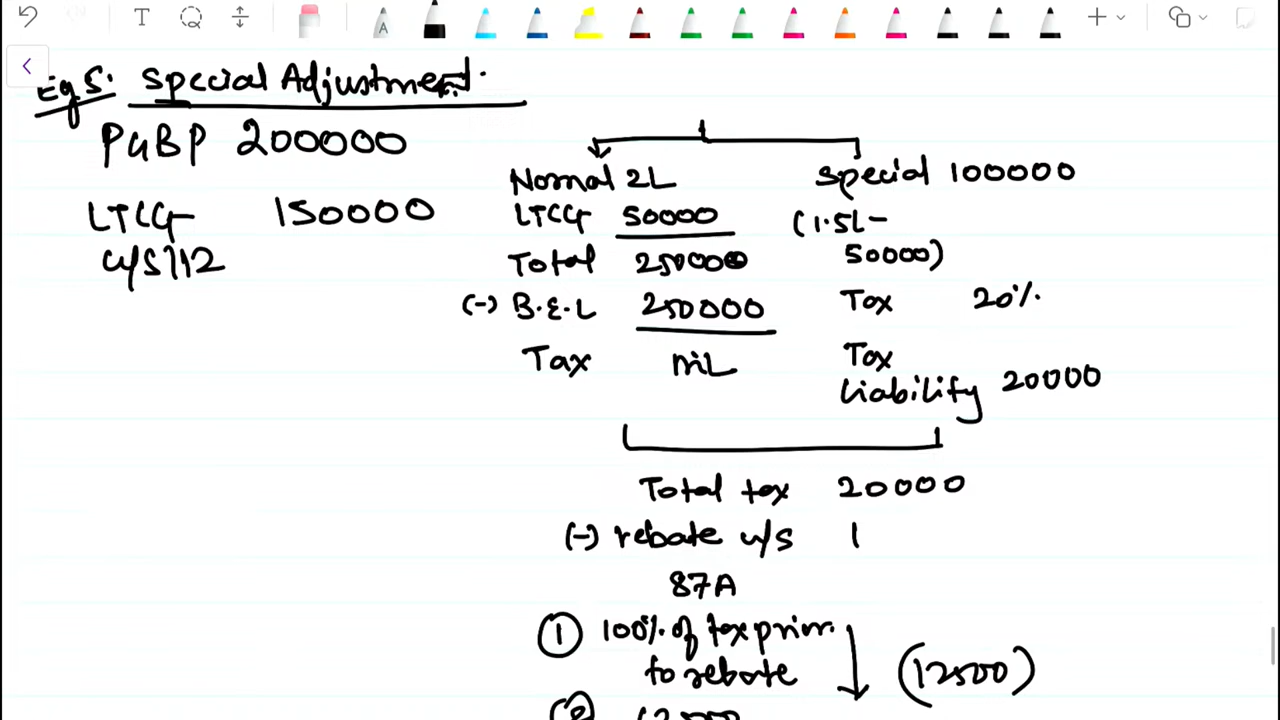 Eg 5. Special Adjustment.
PGBP 200000
LTCG 150000
u/s 112
Normal 2L
LTCG 50000
Total 250000
(-) B.E.L 250000
Tax niL
Special 100000
(1.5L-
50000)
Tax 20%
Tax
Liability 20000
Total tax 20000
(-) rebate u/s
87A
① 100% of tax prior
to rebate
(12500)